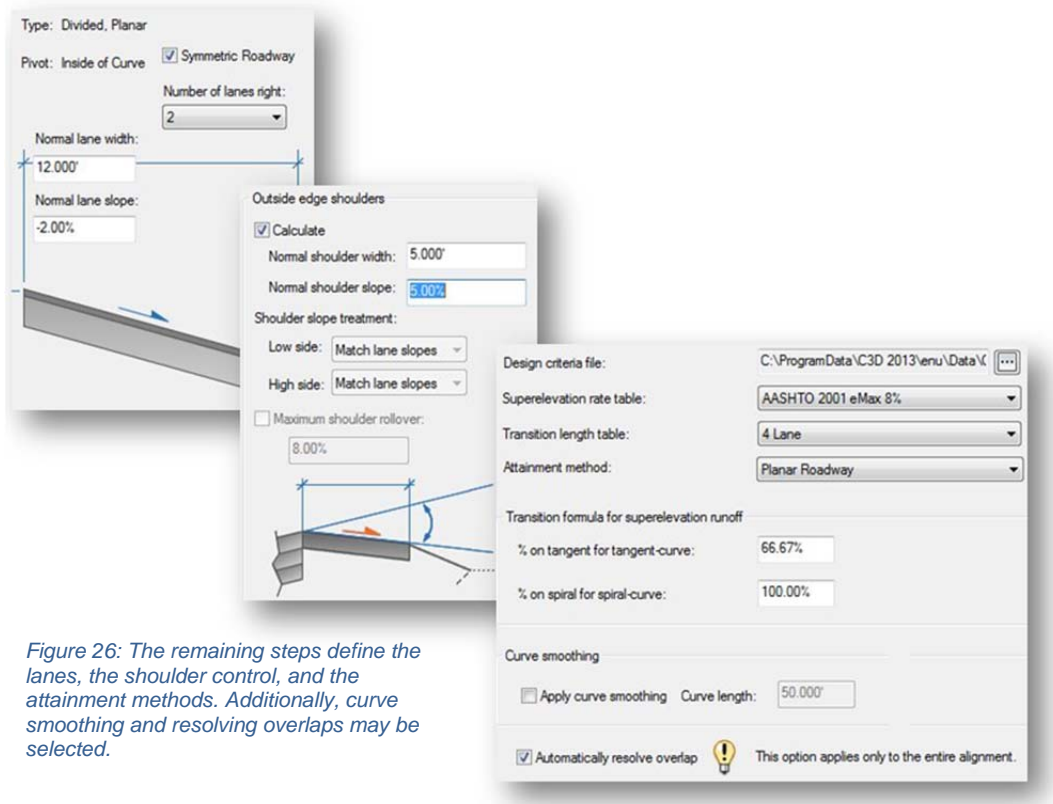 Type: Divided, Planar
Pivot: Inside of Curve
Symmetric Roadway
Number of lanes right:
2
Normal lane width:
12.000'
Normal lane slope:
-2.00%
Outside edge shoulders
Calculate
Normal shoulder width: 5.000'
Normal shoulder slope: 5.00%
Shoulder slope treatment:
Low side: Match lane slopes
High side: Match lane slopes
Maximum shoulder rollover:
8.00%
Design criteria file: C:\ProgramData\C3D 2013\enu\Data\
Superelevation rate table: AASHTO 2001 eMax 8%
Transition length table: 4 Lane
Attainment method: Planar Roadway
Transition formula for superelevation runoff
% on tangent for tangent-curve: 66.67%
% on spiral for spiral-curve: 100.00%
Curve smoothing
Apply curve smoothing Curve length: 50.000'
Automatically resolve overlap This option applies only to the entire alignment.
Figure 26: The remaining steps define the
lanes, the shoulder control, and the
attainment methods. Additionally, curve
smoothing and resolving overlaps may be
selected.